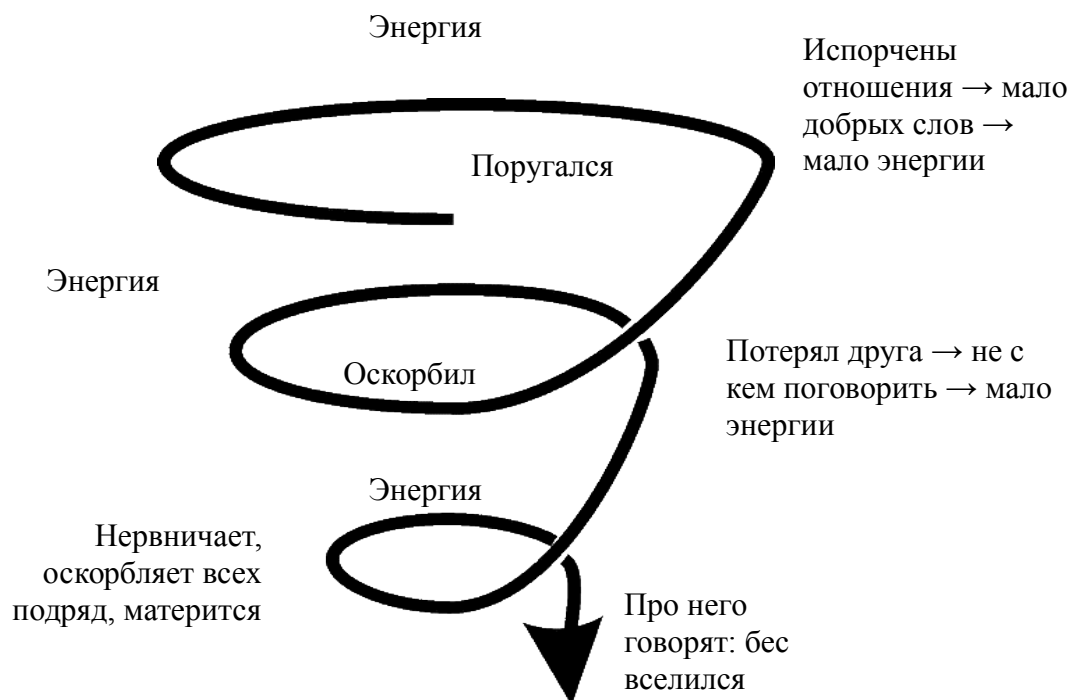 Энергия
Испорчены
отношения → мало
добрых слов →
мало энергии
Поругался
Энергия
Потерял друга → не с
кем поговорить → мало
энергии
Оскорбил
Энергия
Нервничает,
оскорбляет всех
подряд, матерится
Про него
говорят: бес
вселился